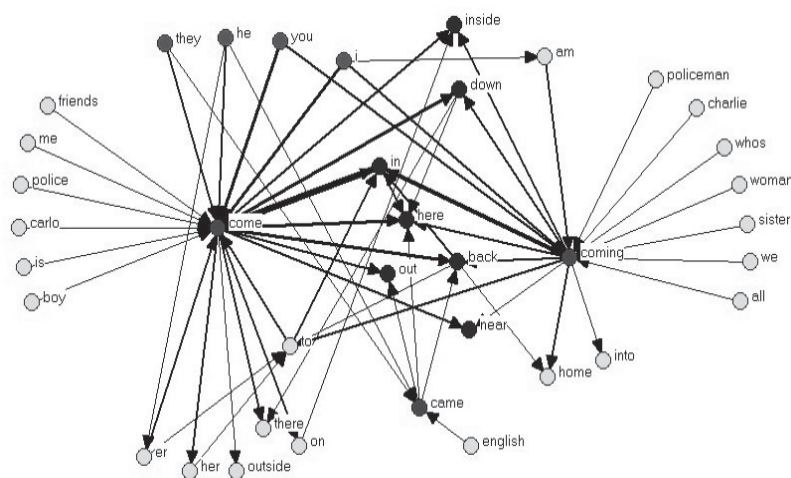 they
he
you
i
inside
am
down
policeman
charlie
whos
woman
sister
we
all
friends
me
police
carlo
is
boy
come
in
here
back
out
near
coming
to
into
home
came
there
on
english
er
her
outside